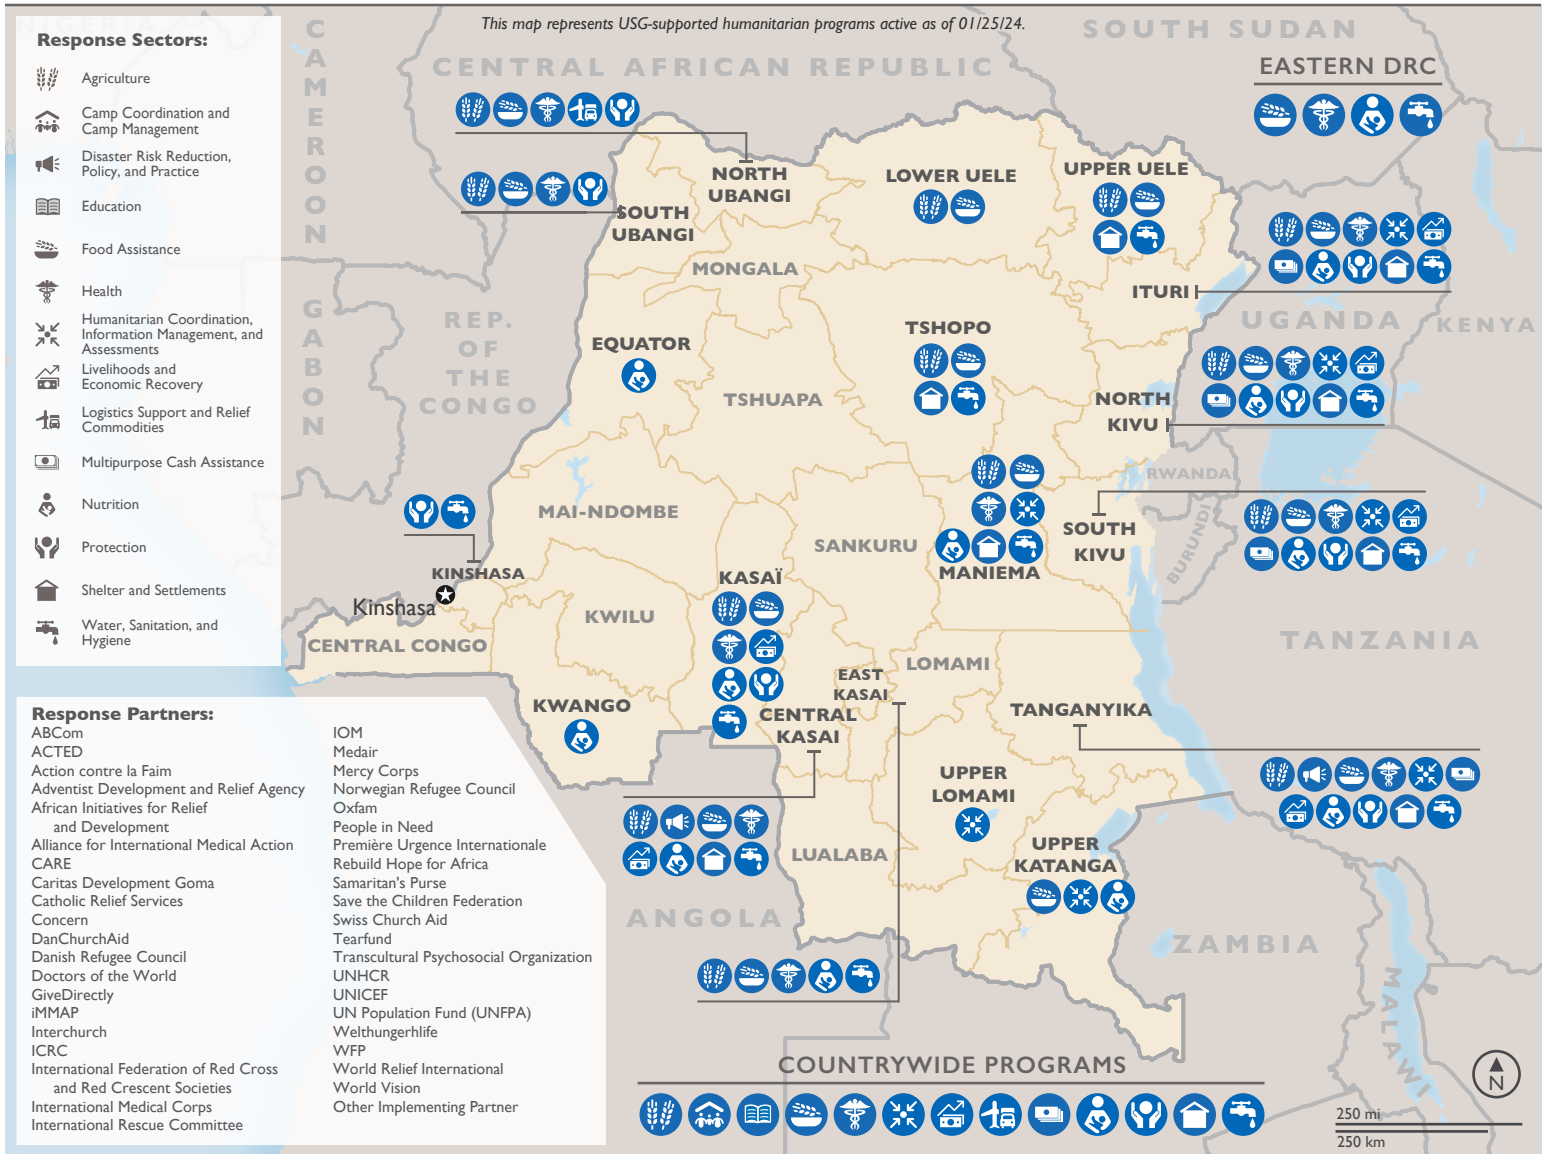 This map represents USG-supported humanitarian programs active as of 01/25/24.
NIGERIA
CAMEROON
CENTRAL AFRICAN REPUBLIC
SOUTH SUDAN
EASTERN DRC
Response Sectors:
Agriculture
Camp Coordination and
Camp Management
Disaster Risk Reduction,
Policy, and Practice
Education
Food Assistance
Health
Humanitarian Coordination,
Information Management, and
Assessments
Livelihoods and
Economic Recovery
Logistics Support and Relief
Commodities
Multipurpose Cash Assistance
Nutrition
Protection
Shelter and Settlements
Water, Sanitation, and
Hygiene
NORTH
UBANGI
SOUTH
UBANGI
LOWER UELE
UPPER UELE
MONGALA
ITURI
GABON
REP.
OF
THE
CONGO
EQUATOR
TSHOPO
UGANDA
KENYA
TSHUAPA
NORTH
KIVU
RWANDA
MAI-NDOMBE
SANKURU
SOUTH
KIVU
BURUNDI
MANIEMA
KINSHASA
Kinshasa
KASAÏ
KWILU
CENTRAL CONGO
TANZANIA
LOMAMI
EAST
KASAI
KWANGO
CENTRAL
KASAI
TANGANYIKA
UPPER
LOMAMI
UPPER
KATANGA
LUALABA
ANGOLA
ZAMBIA
MALAWI
Response Partners:
ABCom
ACTED
Action contre la Faim
Adventist Development and Relief Agency
African Initiatives for Relief
and Development
Alliance for International Medical Action
CARE
Caritas Development Goma
Catholic Relief Services
Concern
DanChurchAid
Danish Refugee Council
Doctors of the World
GiveDirectly
iMMAP
Interchurch
ICRC
International Federation of Red Cross
and Red Crescent Societies
International Medical Corps
International Rescue Committee
IOM
Medair
Mercy Corps
Norwegian Refugee Council
Oxfam
People in Need
Première Urgence Internationale
Rebuild Hope for Africa
Samaritan's Purse
Save the Children Federation
Swiss Church Aid
Tearfund
Transcultural Psychosocial Organization
UNHCR
UNICEF
UN Population Fund (UNFPA)
Welthungerhlife
WFP
World Relief International
World Vision
Other Implementing Partner
COUNTRYWIDE PROGRAMS
N
250 mi
250 km